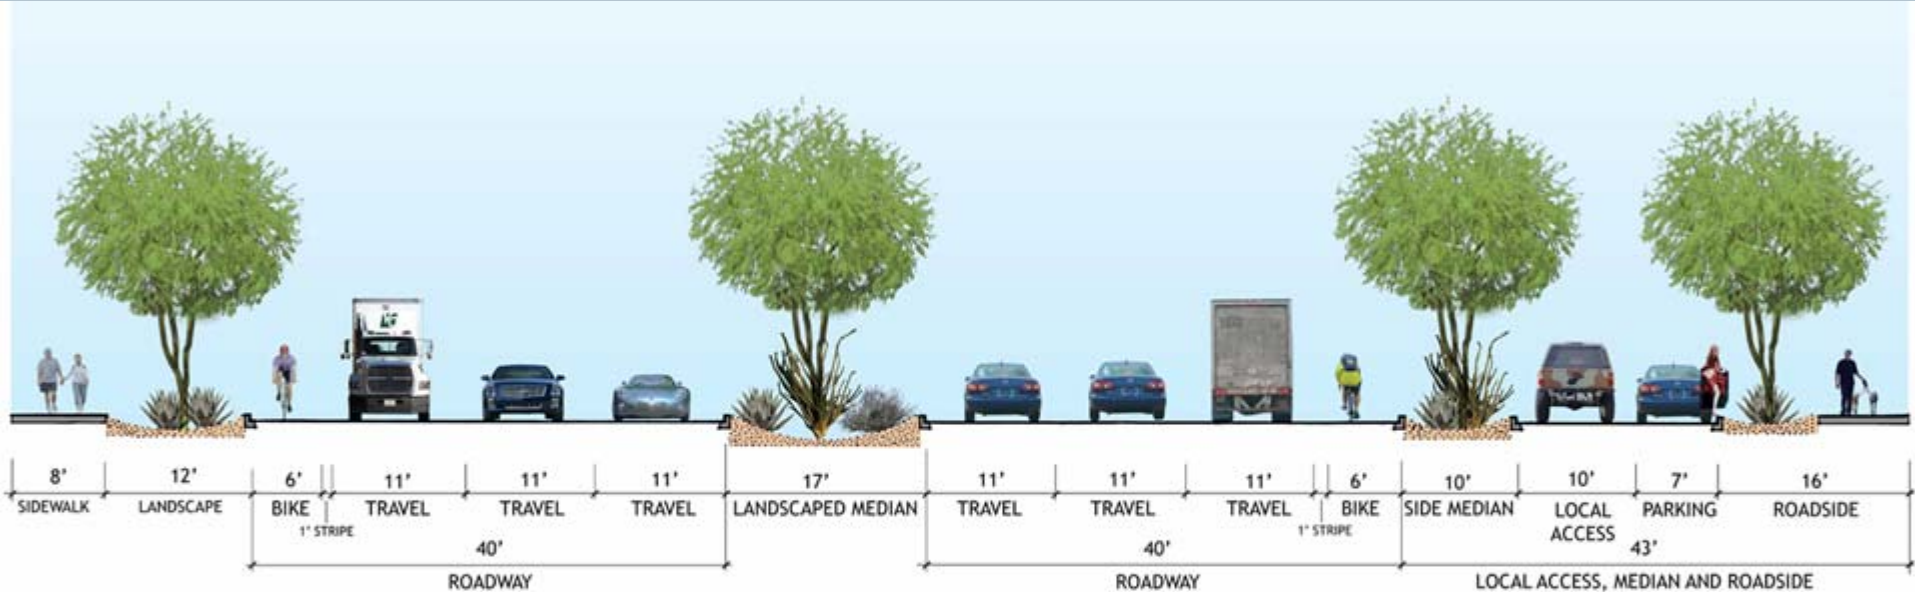 8' 12' 6' 11' 11' 11' 17' 11' 11' 11' 6' 10' 10' 7' 16'
SIDEWALK LANDSCAPE BIKE TRAVEL TRAVEL TRAVEL LANDSCAPED MEDIAN TRAVEL TRAVEL TRAVEL BIKE SIDE MEDIAN LOCAL PARKING ROADSIDE
1' STRIPE 1' STRIPE ACCESS
40' 40' 43'
ROADWAY ROADWAY LOCAL ACCESS, MEDIAN AND ROADSIDE